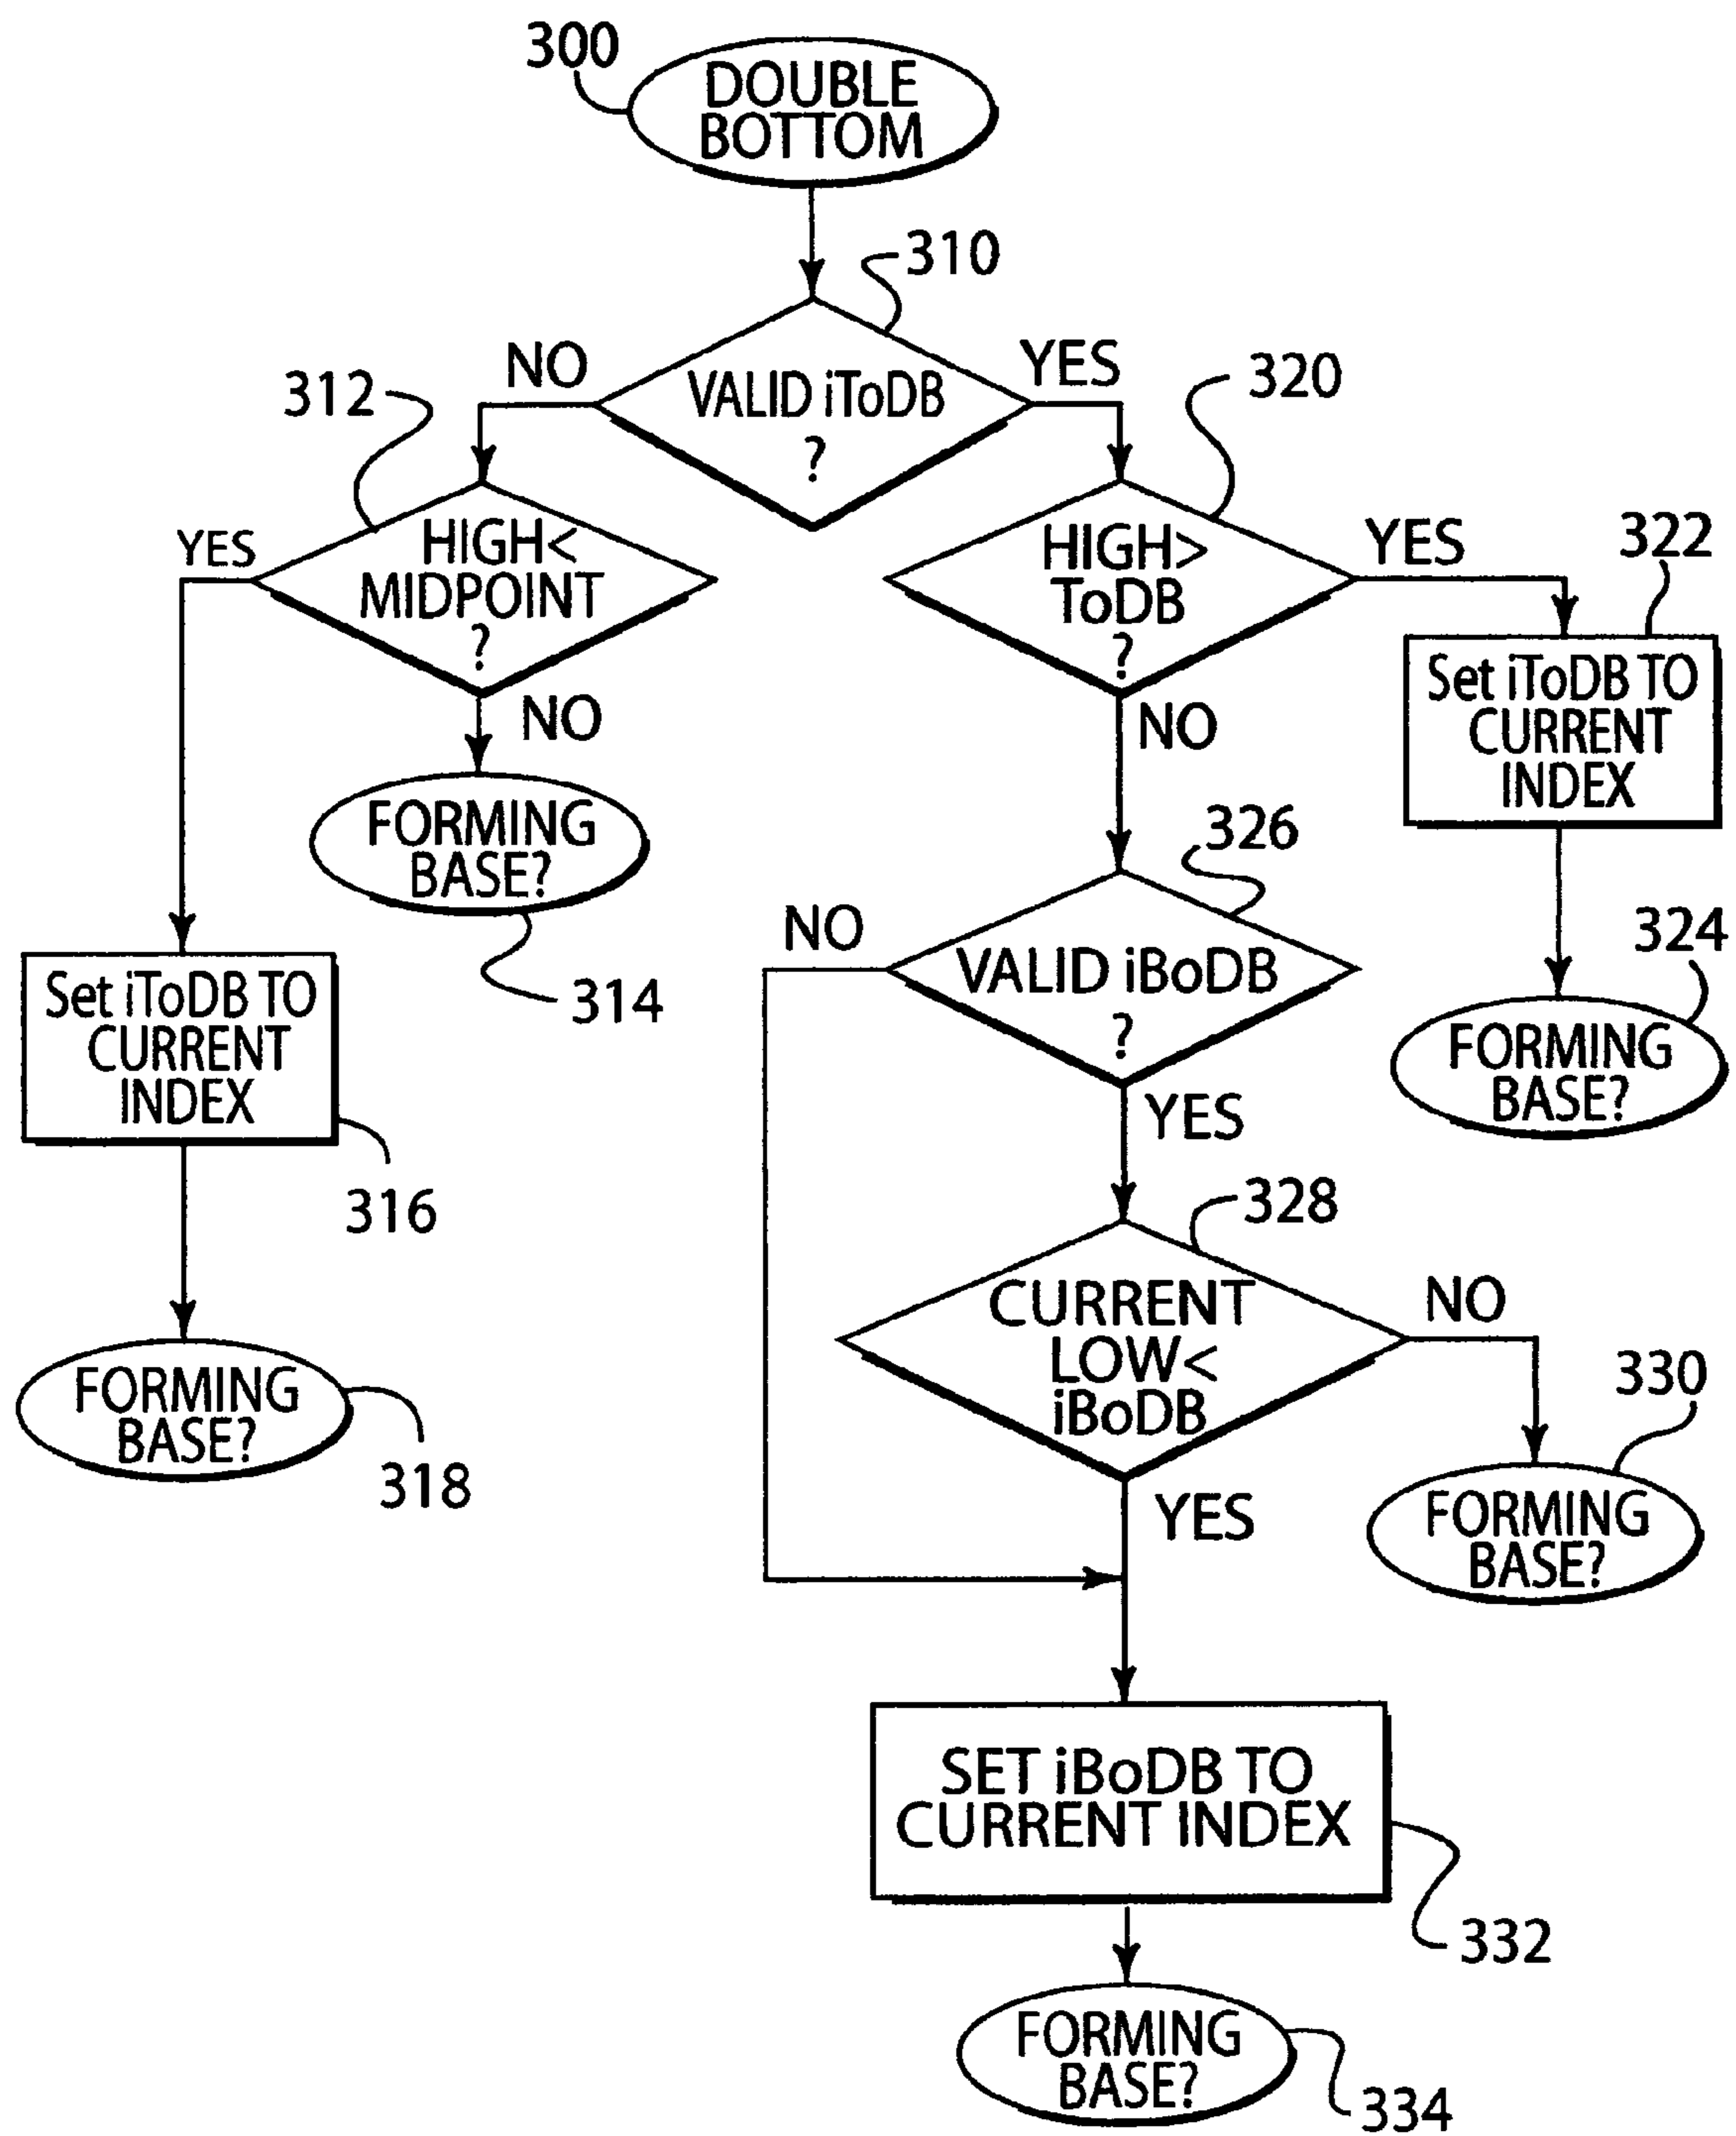 300
DOUBLE
BOTTOM
310
NO
YES
VALID iToDB
?
312
320
YES
HIGH<
MIDPOINT
?
HIGH>
ToDB
?
YES
322
NO
NO
Set iToDB TO
CURRENT
INDEX
FORMING
BASE?
314
326
324
NO
VALID iBoDB
?
FORMING
BASE?
Set iToDB TO
CURRENT
INDEX
316
YES
328
CURRENT
LOW<
iBoDB
NO
330
FORMING
BASE?
318
YES
FORMING
BASE?
SET iBoDB TO
CURRENT INDEX
332
FORMING
BASE?
334